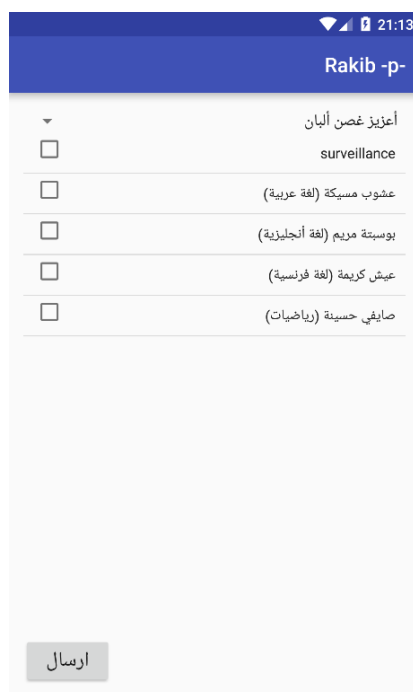 21:13
Rakib -p-
أعزيز غصن ألبان
surveillance
عشوب مسيكة (لغة عربية)
بوسبتة مريم (لغة أنجليزية)
عيش كريمة (لغة فرنسية)
صايفي حسينة (رياضيات)
ارسال